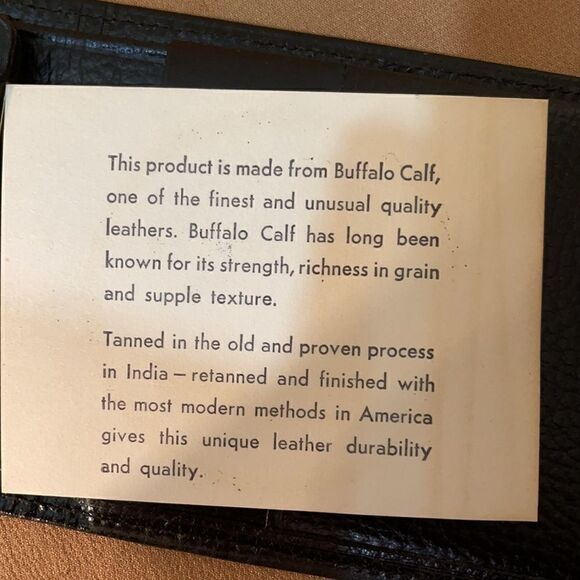 This product is made from Buffalo Calf,
one of the finest and unusual quality
leathers. Buffalo Calf has long been
known for its strength, richness in grain
and supple texture.
Tanned in the old and proven process
in India – retanned and finished with
the most modern methods in America
gives this unique leather durability
and quality.